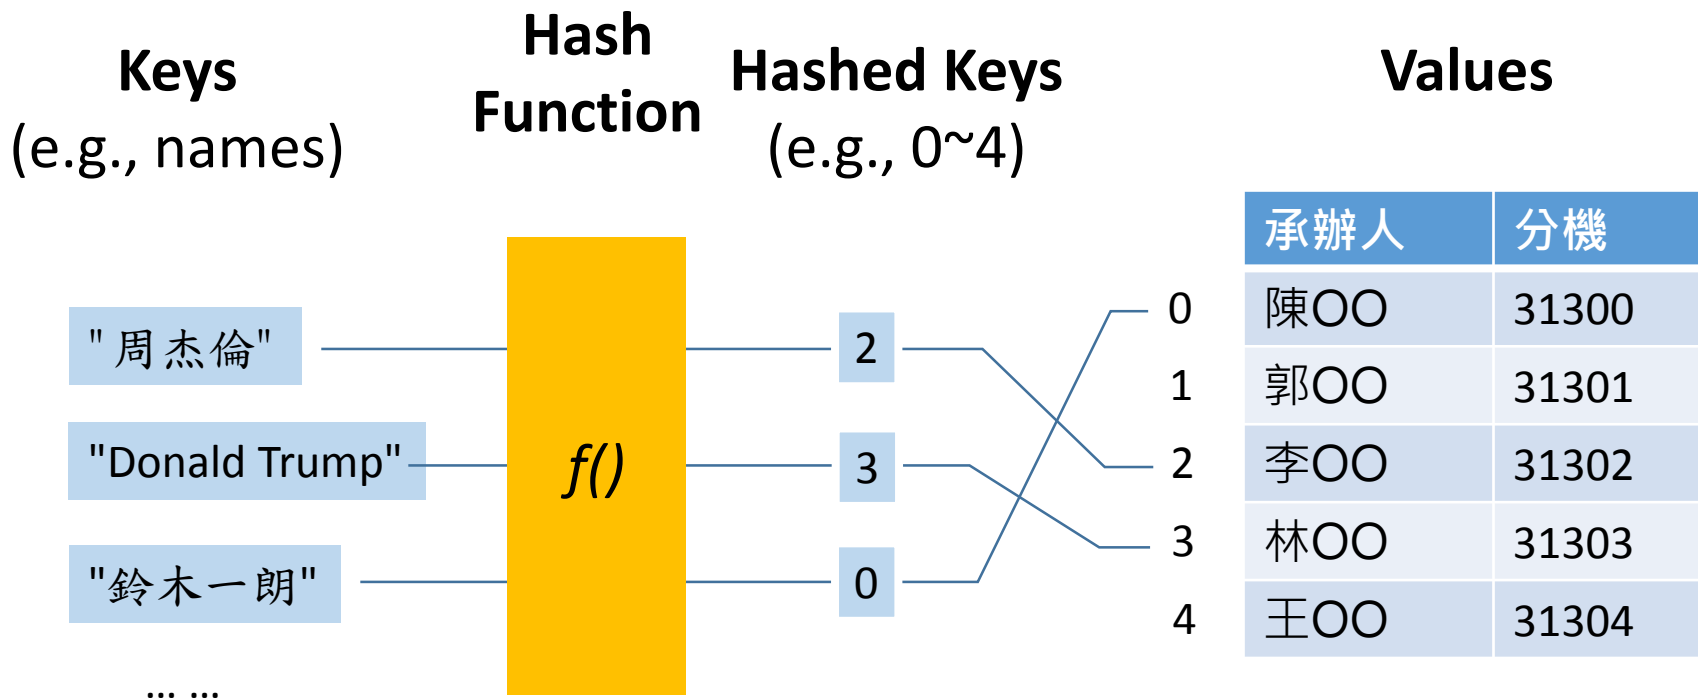 Keys
(e.g., names)
Hash
Function
Hashed Keys
(e.g., 0~4)
Values
"周杰倫"
"Donald Trump"
"鈴木一朗"
... ...
f()
2
3
0
0
1
2
3
4
承辦人 分機
陳OO 31300
郭OO 31301
李OO 31302
林OO 31303
王OO 31304